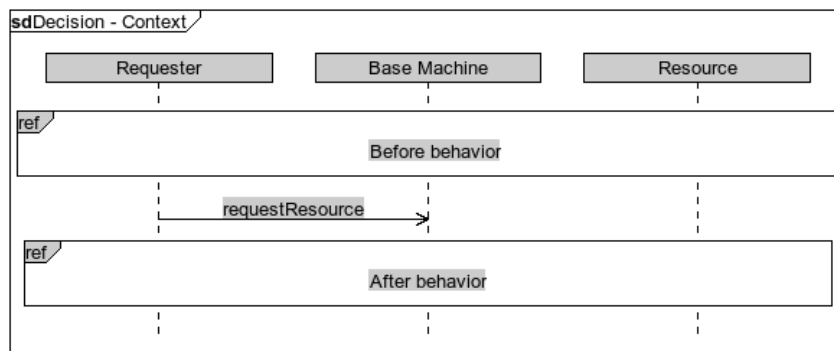 sdDecision - Context
Requester Base Machine Resource
ref
Before behavior
requestResource
ref
After behavior